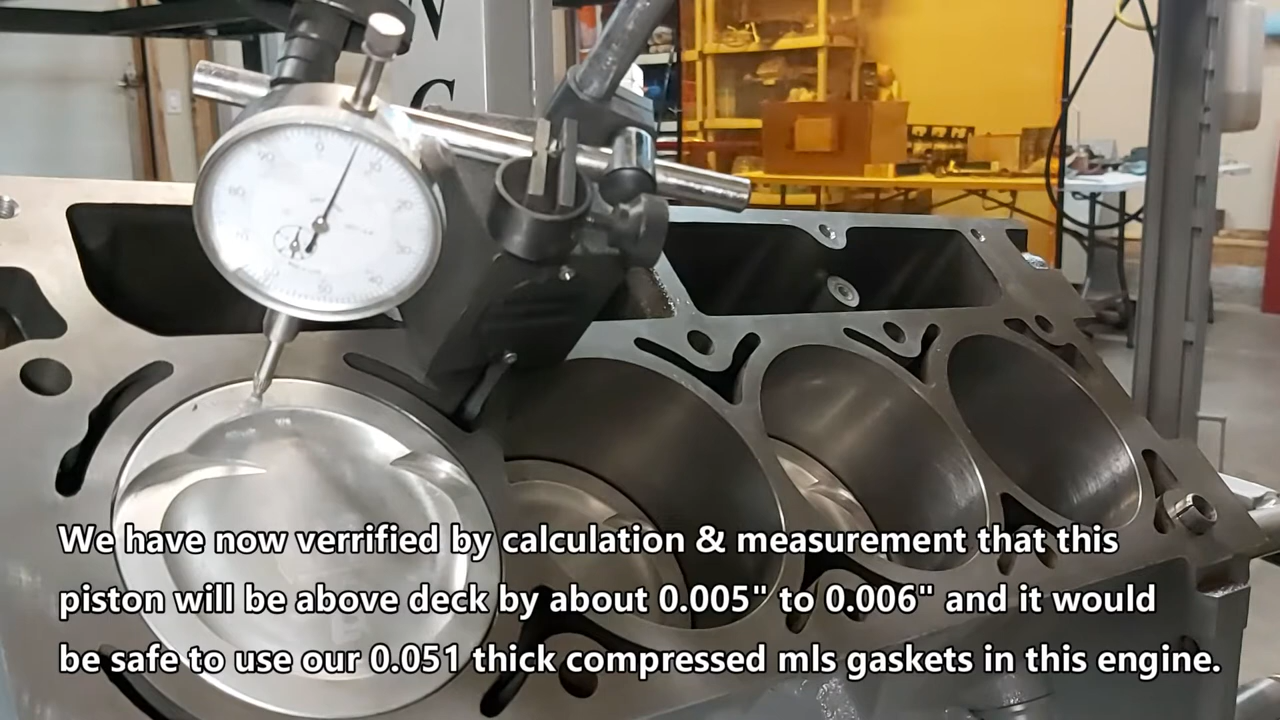 W
G
0
We have now verrified by calculation & measurement that this
piston will be above deck by about 0.005" to 0.006" and it would
be safe to use our 0.051 thick compressed mls gaskets in this engine.